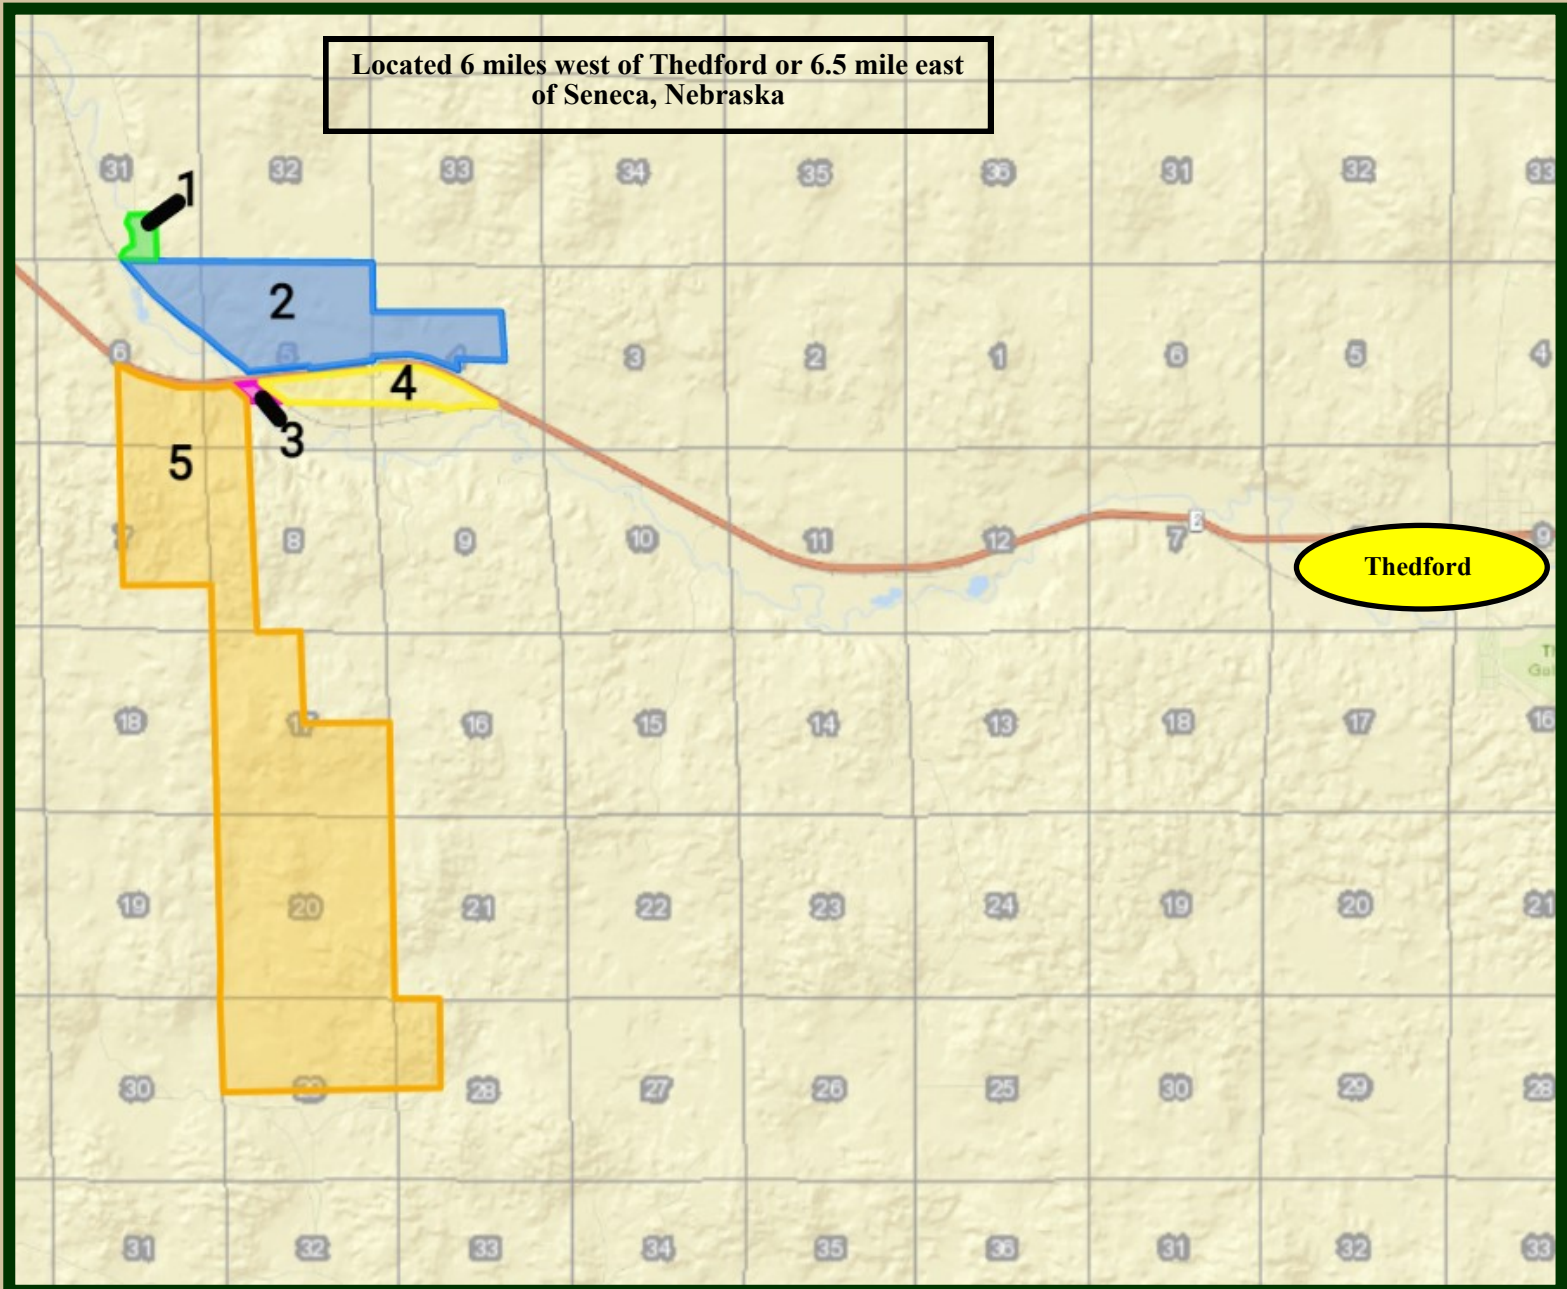 Located 6 miles west of Thedford or 6.5 mile east
of Seneca, Nebraska
31 32 33 34 35 36 31 32 33
1
2
6 5 4 3 2 1 6 5 4
4
3
5
7 8 9 10 11 12 7 2 9
Thedford
18 17 16 15 14 13 18 17 16
19 20 21 22 23 24 19 20 21
30 29 28 27 26 25 30 29 28
31 32 33 34 35 36 31 32 33